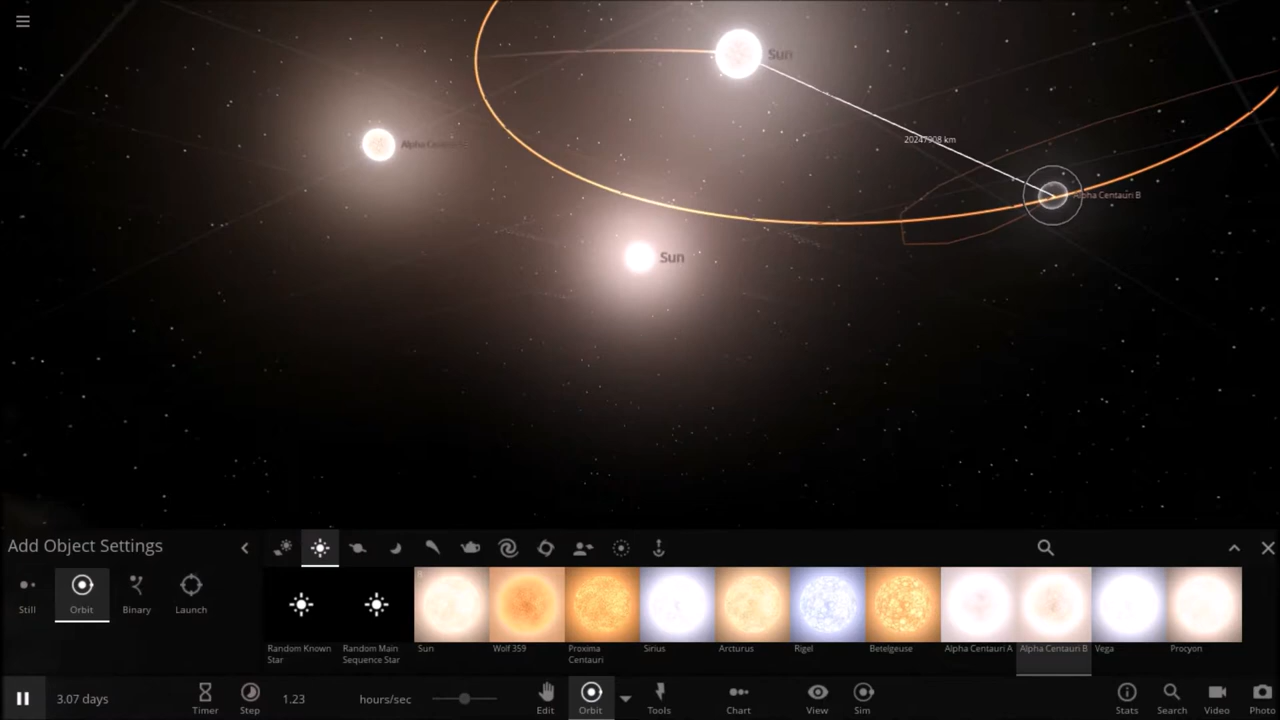 Sun
Alpha Centauri B
20247908 km
Sun
Add Object Settings
Still
Orbit
Binary
Launch
Random Known
Star
Random Main
Sequence Star
Sun
Wolf 359
Proxima
Centauri
Sirius
Arcturus
Rigel
Betelgeuse
Alpha Centauri A
Alpha Centauri B
Vega
Procyon
3.07 days
Timer
Step
1.23
hours/sec
Edit
Orbit
Tools
Chart
View
Sim
Stats
Search
Video
Photo